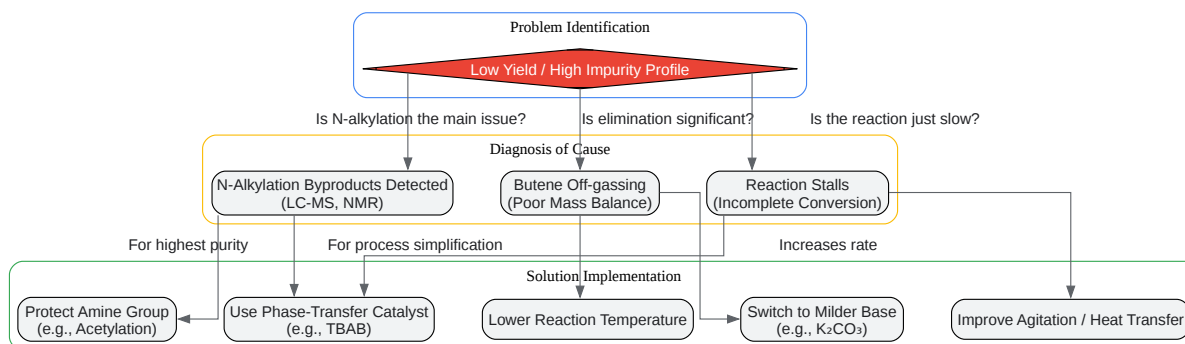 Problem Identification
Low Yield / High Impurity Profile
Is N-alkylation the main issue?
Is elimination significant?
Is the reaction just slow?
Diagnosis of Cause
N-Alkylation Byproducts Detected
(LC-MS, NMR)
Butene Off-gassing
(Poor Mass Balance)
Reaction Stalls
(Incomplete Conversion)
For highest purity
For process simplification
Increases rate
Solution Implementation
Protect Amine Group
(e.g., Acetylation)
Use Phase-Transfer Catalyst
(e.g., TBAB)
Lower Reaction Temperature
Switch to Milder Base
(e.g., K₂CO₃)
Improve Agitation / Heat Transfer